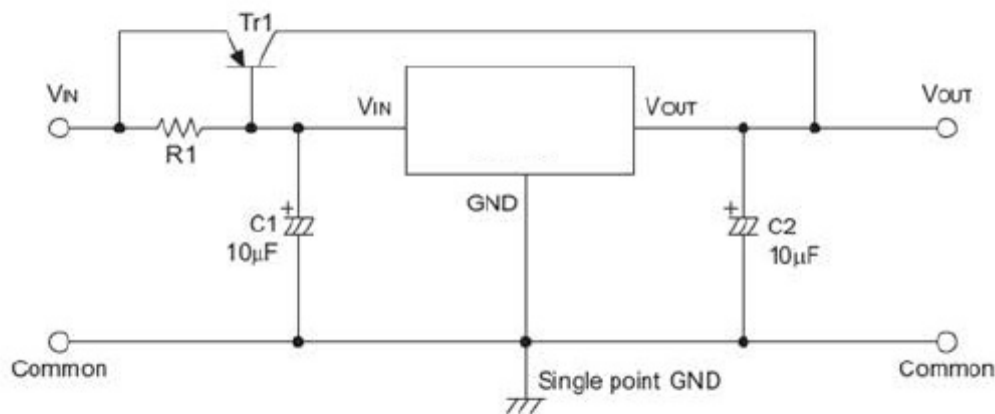 Tr1
VIN
R1
VIN
VOUT
VOUT
GND
C1
10μF
C2
10μF
Common
Single point GND
Common